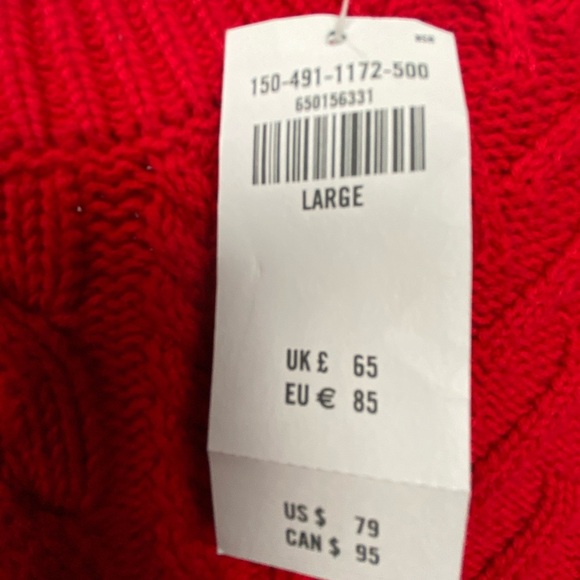 150-491-1172-500
650156331
LARGE
UK £ 65
EU € 85
US $ 79
CAN $ 95